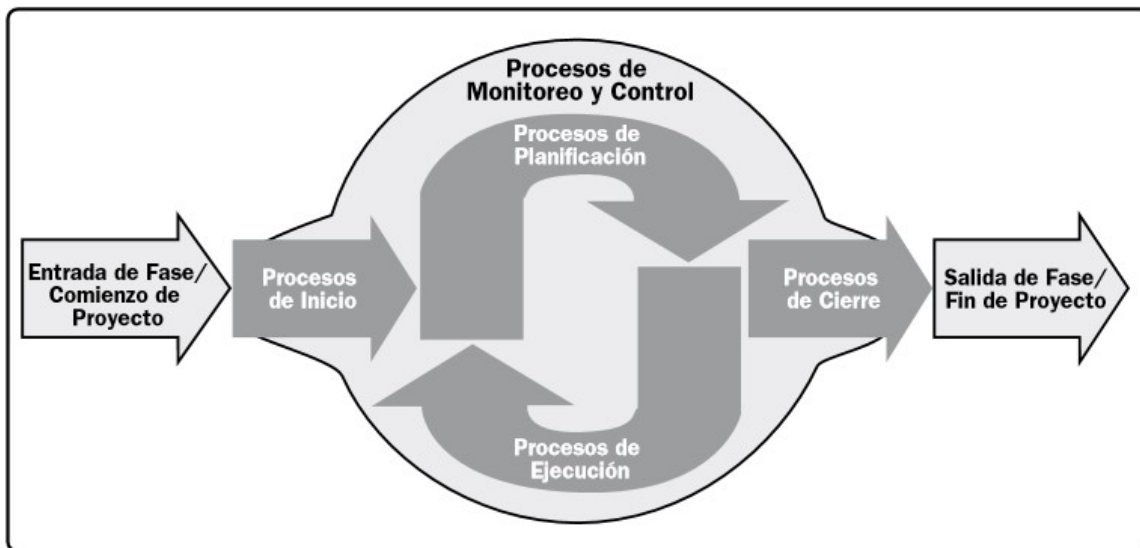 Procesos de
Monitoreo y Control
Procesos de
Planificación
Entrada de Fase/
Comienzo de
Proyecto
Procesos
de Inicio
Procesos
de Cierre
Salida de Fase/
Fin de Proyecto
Procesos de
Ejecución